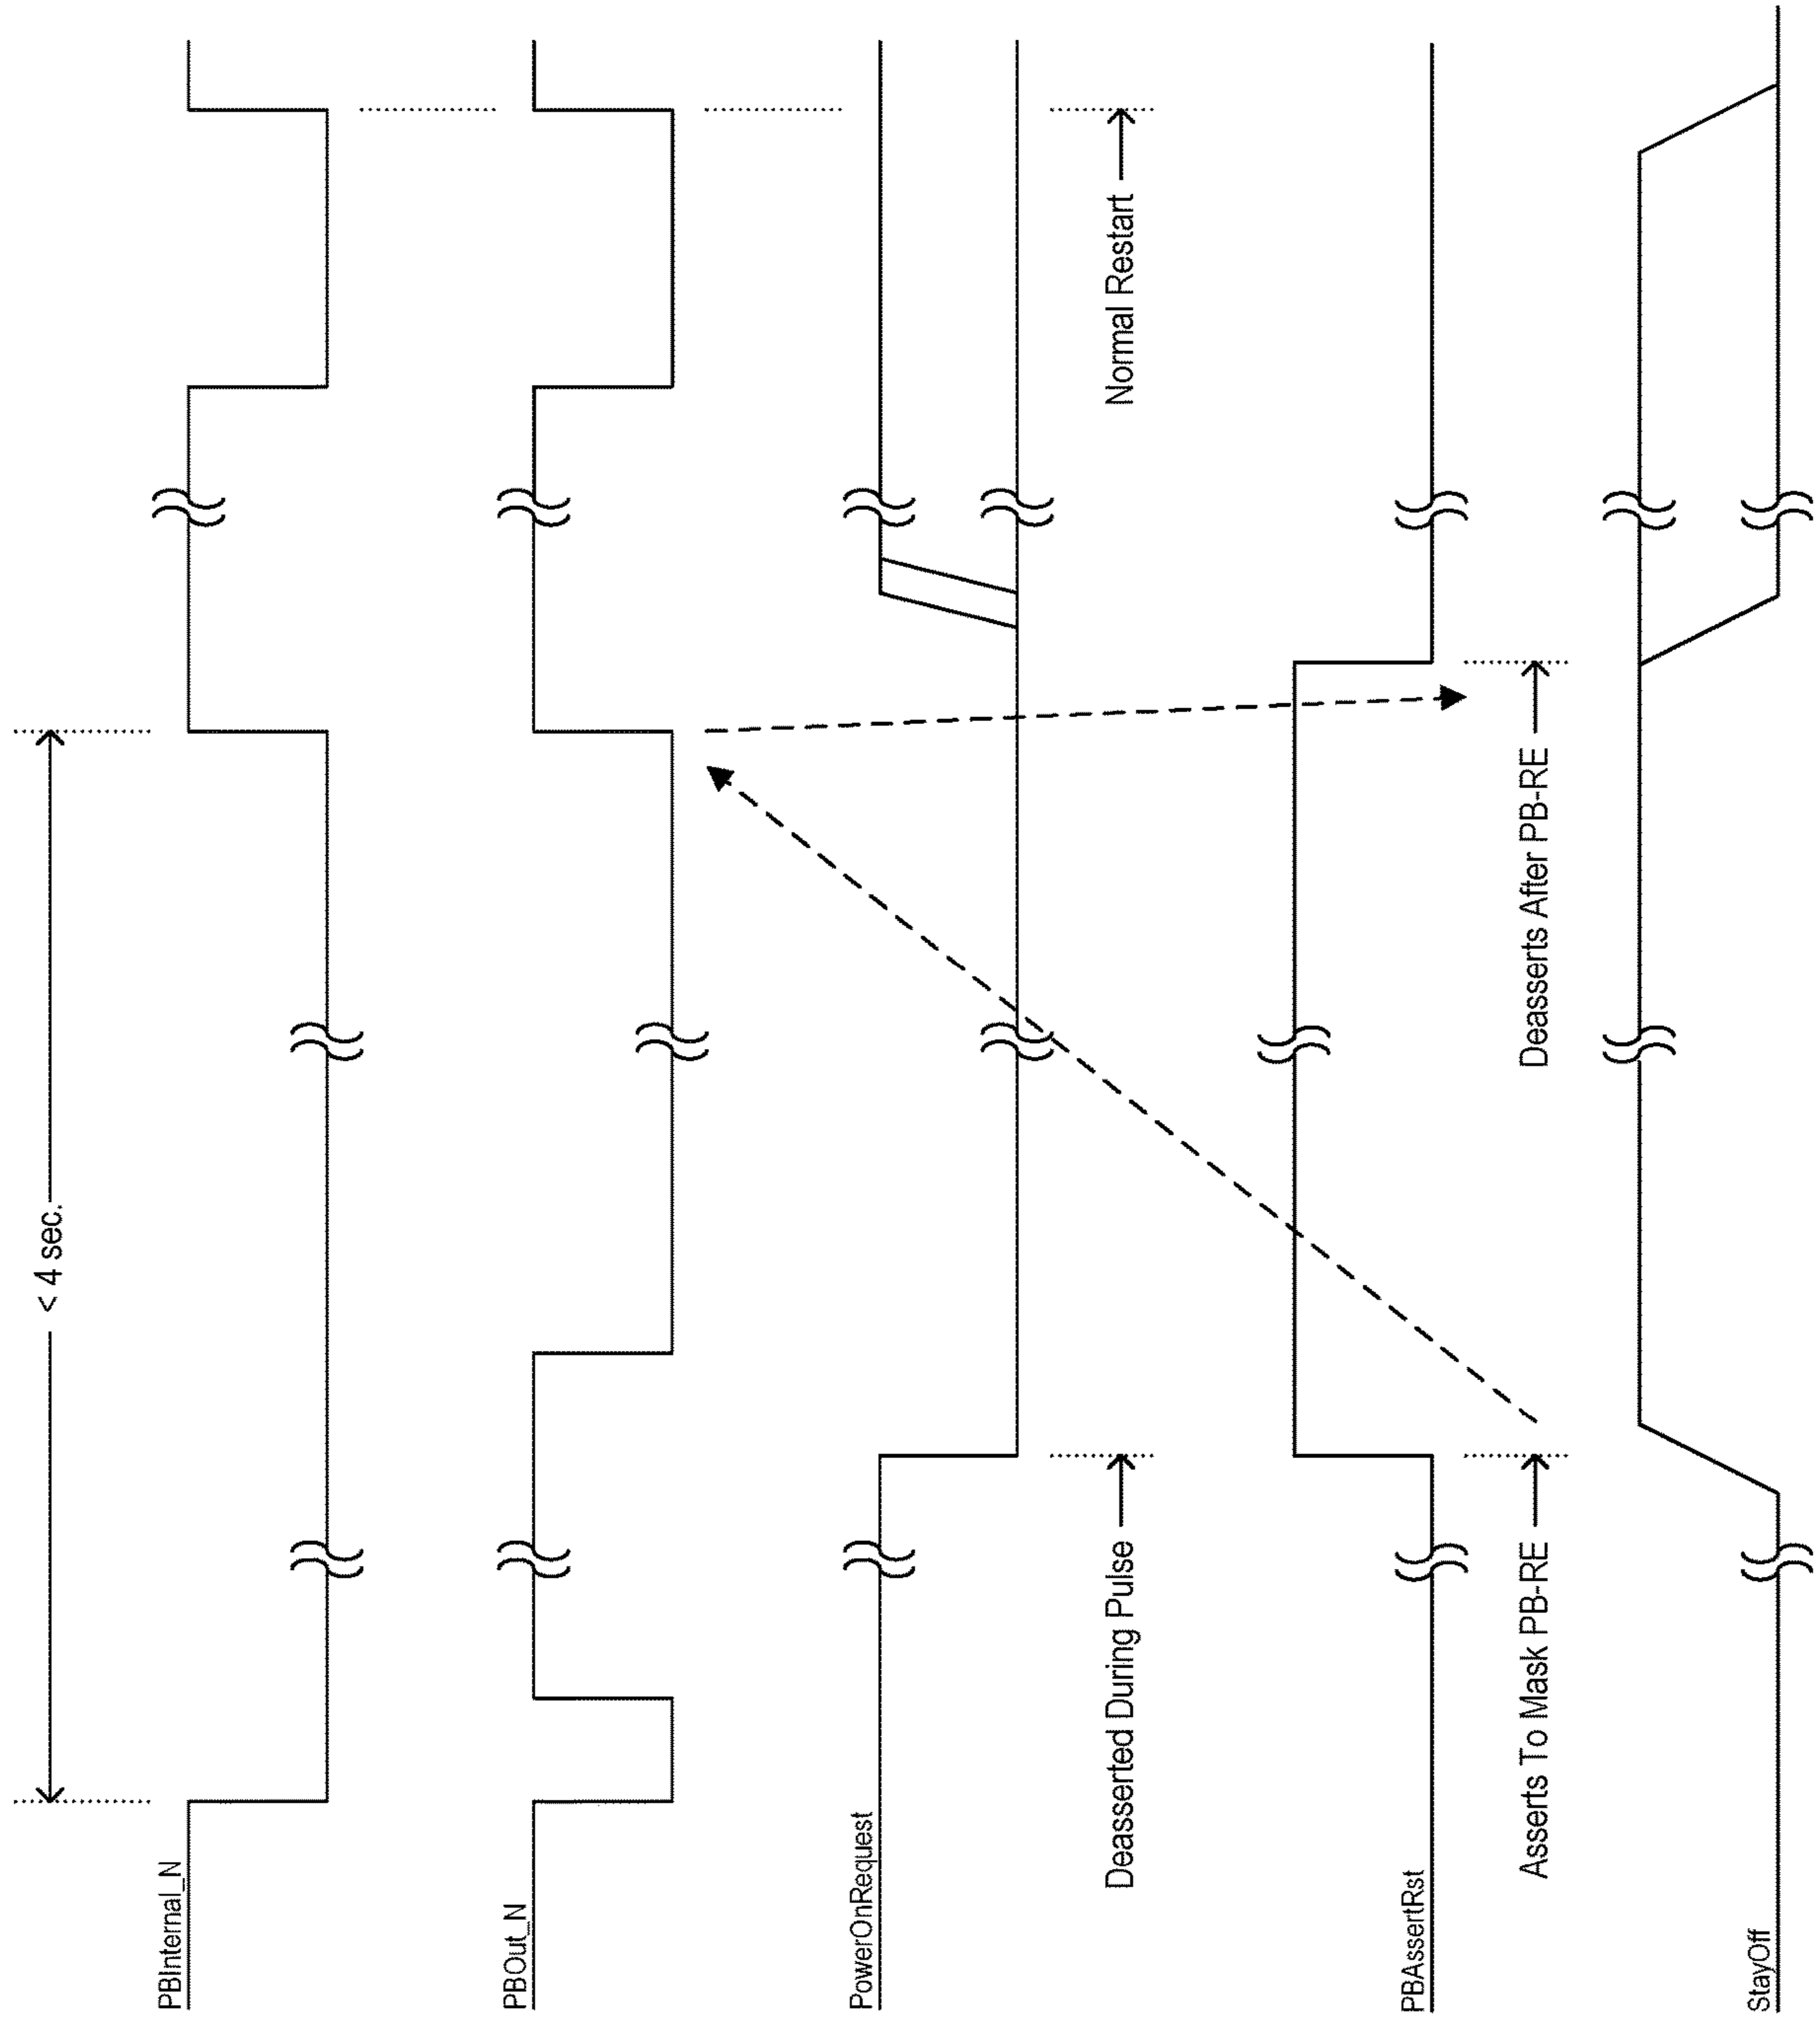 < 4 sec.
PBInternal_N
PBOut_N
PowerOnRequest
Deasserted During Pulse
Normal Restart
PBAssertRst
Asserts To Mask PB-RE
Deasserts After PB-RE
StayOff